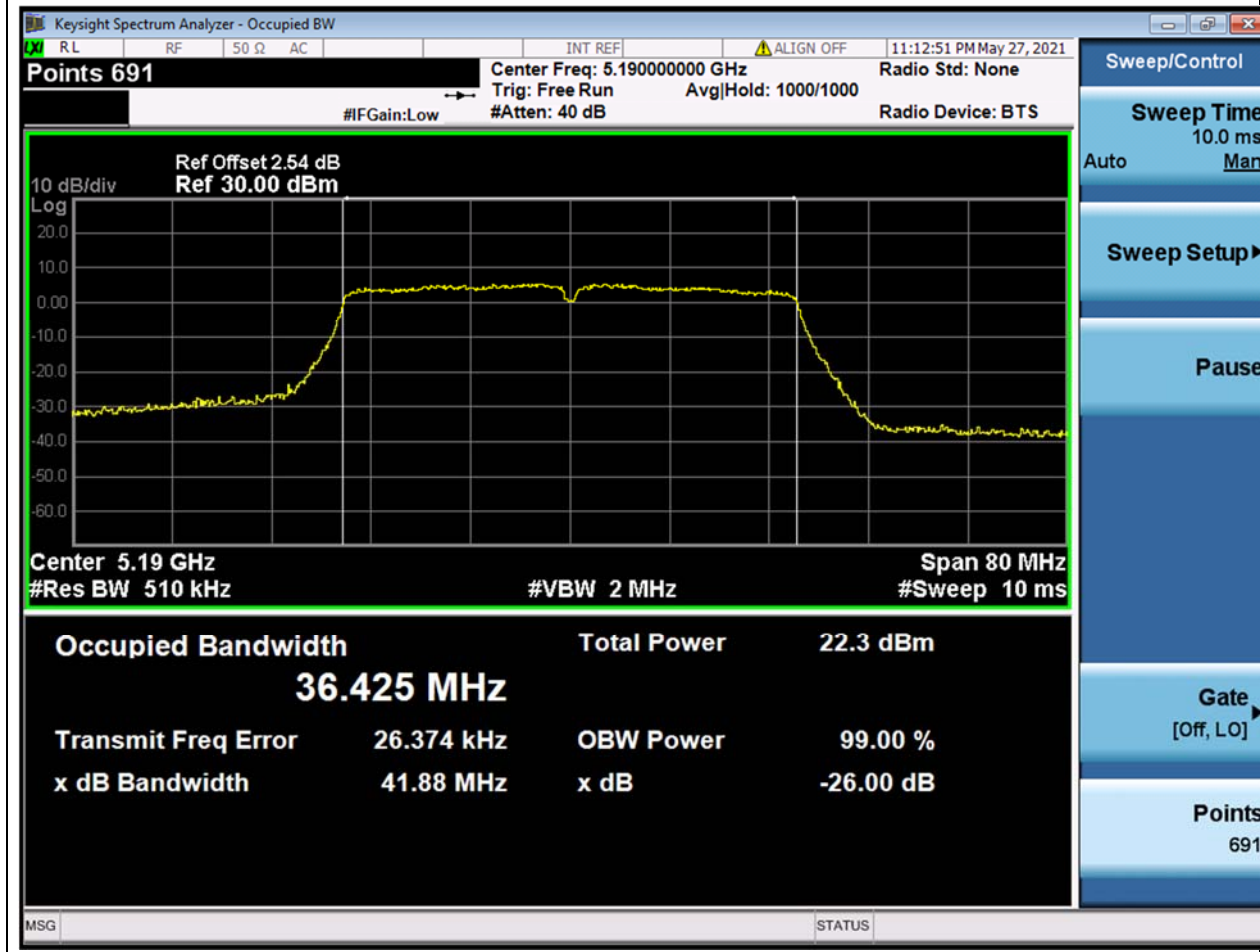 Keysight Spectrum Analyzer - Occupied BW
LXI RL RF 50 Ω AC INT REF ALIGN OFF 11:12:51 PM May 27, 2021
Points 691
Center Freq: 5.190000000 GHz Radio Std: None
Trig: Free Run Avg|Hold: 1000/1000
#IFGain:Low #Atten: 40 dB Radio Device: BTS
Ref Offset 2.54 dB
10 dB/div Ref 30.00 dBm
Log
20.0
10.0
0.00
-10.0
-20.0
-30.0
-40.0
-50.0
-60.0
Center 5.19 GHz Span 80 MHz
#Res BW 510 kHz #VBW 2 MHz #Sweep 10 ms
Occupied Bandwidth Total Power 22.3 dBm
36.425 MHz
Transmit Freq Error 26.374 kHz OBW Power 99.00 %
x dB Bandwidth 41.88 MHz x dB -26.00 dB
MSG STATUS
Sweep/Control
Sweep Time
10.0 ms
Auto Man
Sweep Setup
Pause
Gate
[Off, LO]
Points
691